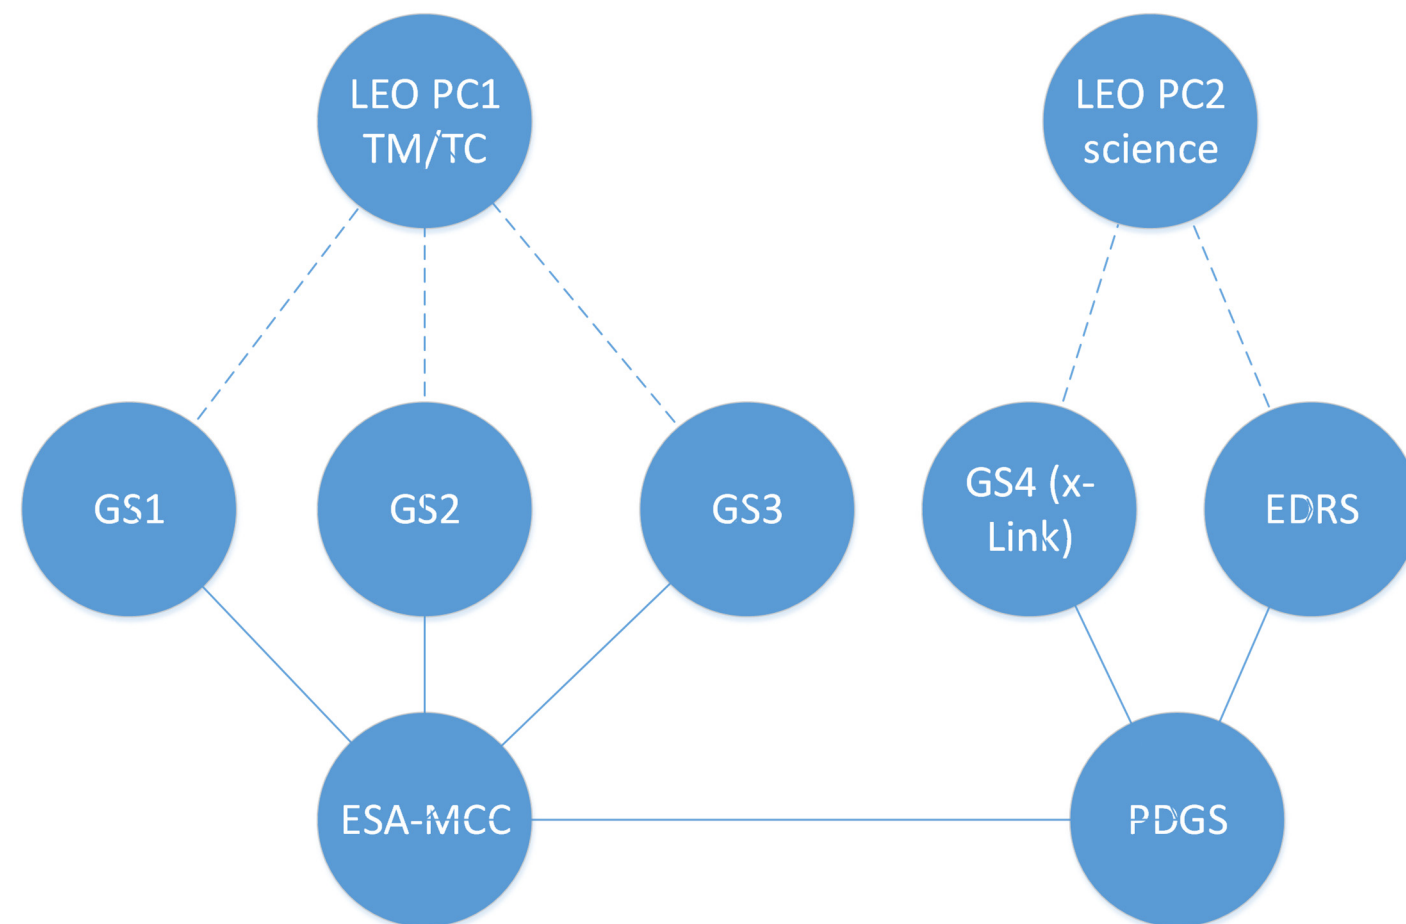 LEO PC1
TM/TC
LEO PC2
science
GS1
GS2
GS3
GS4 (x-
Link)
EDRS
ESA-MCC
PDGS